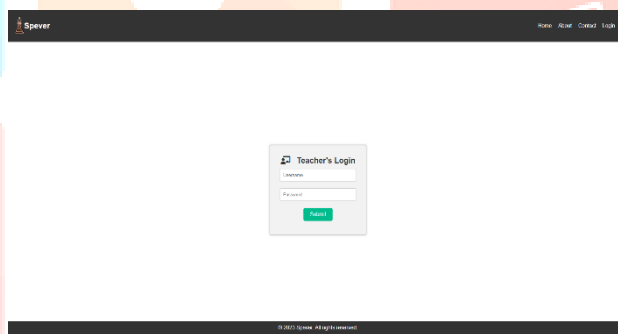 Spever
Home About Contact Login
Teacher's Login
Username
Password
Submit
© 2023 Spever. All rights reserved